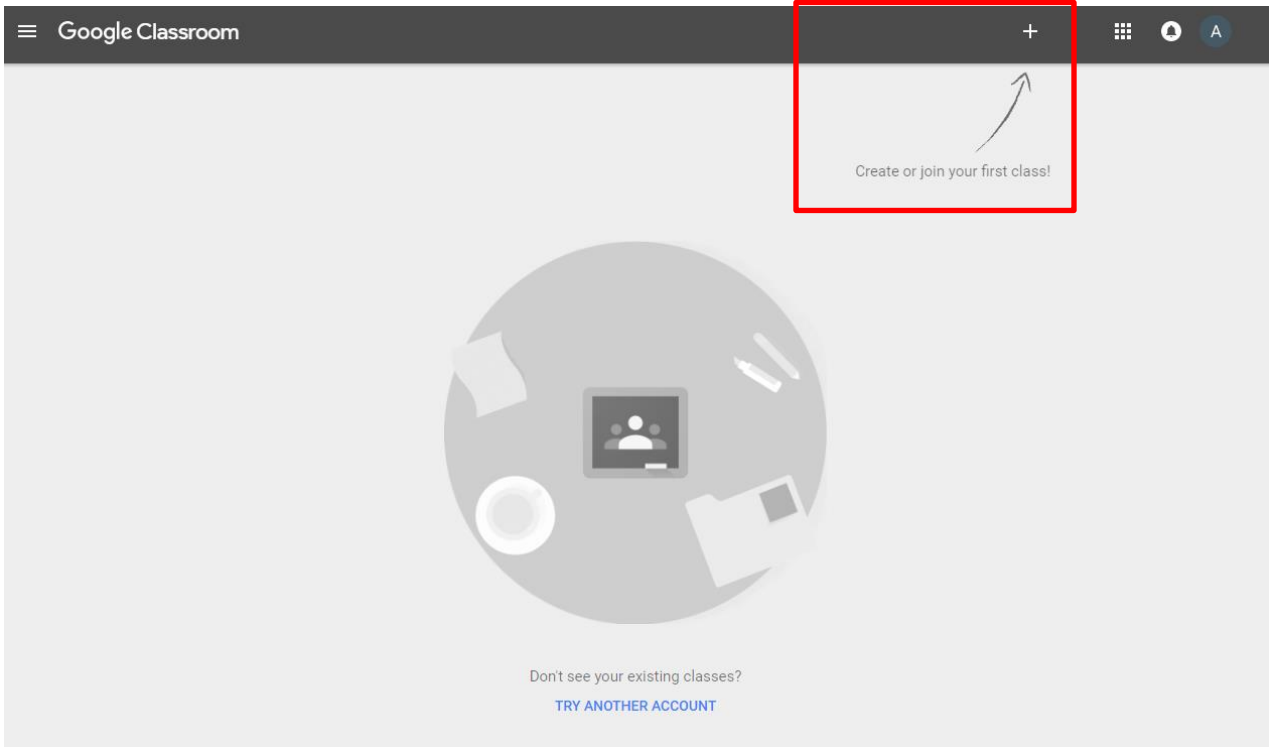 Google Classroom
+
A
Create or join your first class!
Don't see your existing classes?
TRY ANOTHER ACCOUNT